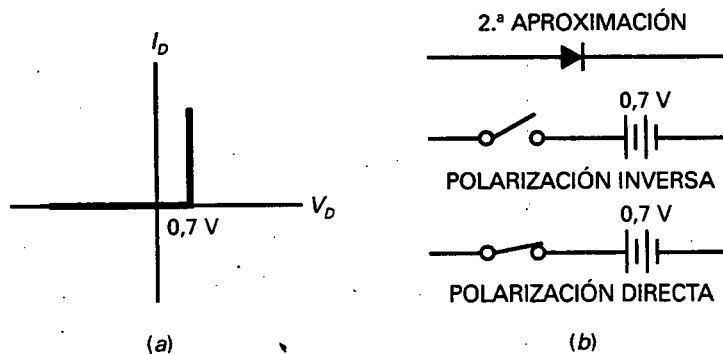 I_D
V_D
0,7 V
(a)
2.ª APROXIMACIÓN
0,7 V
POLARIZACIÓN INVERSA
0,7 V
POLARIZACIÓN DIRECTA
(b)